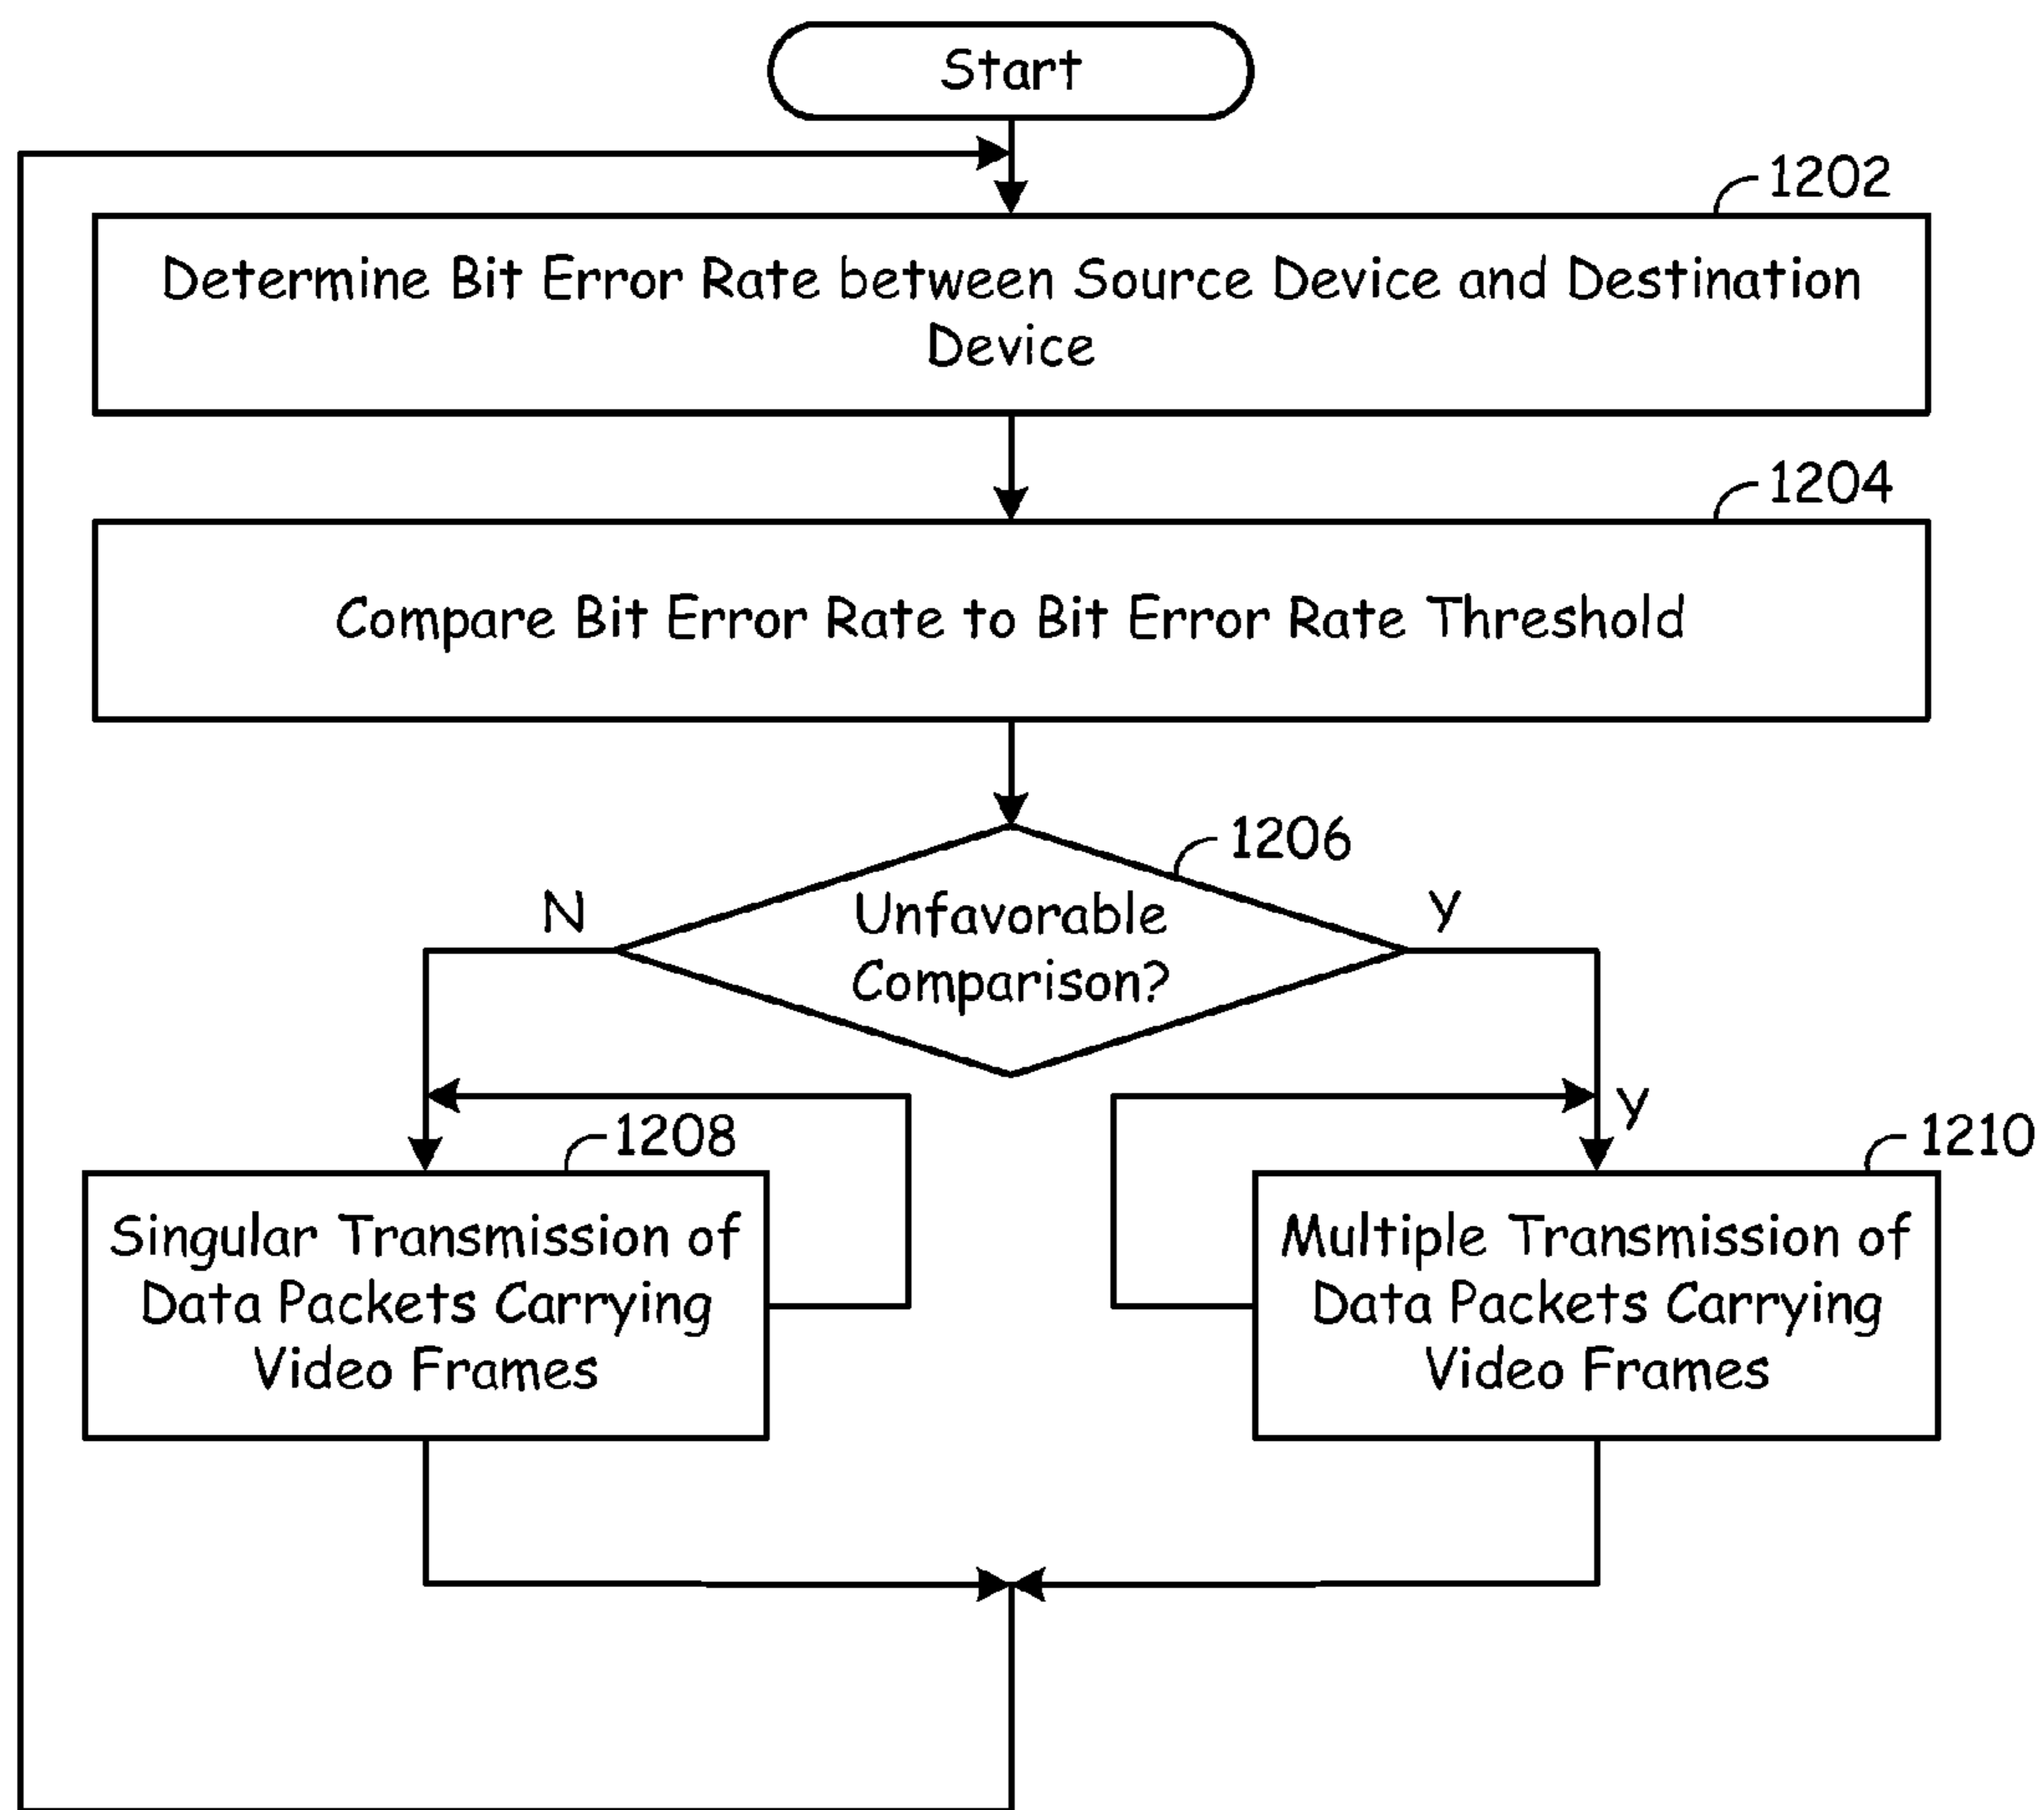 Start
1202
Determine Bit Error Rate between Source Device and Destination
Device
1204
Compare Bit Error Rate to Bit Error Rate Threshold
1206
N
Unfavorable
Comparison?
Y
Y
1208
1210
Singular Transmission of
Data Packets Carrying
Video Frames
Multiple Transmission of
Data Packets Carrying
Video Frames